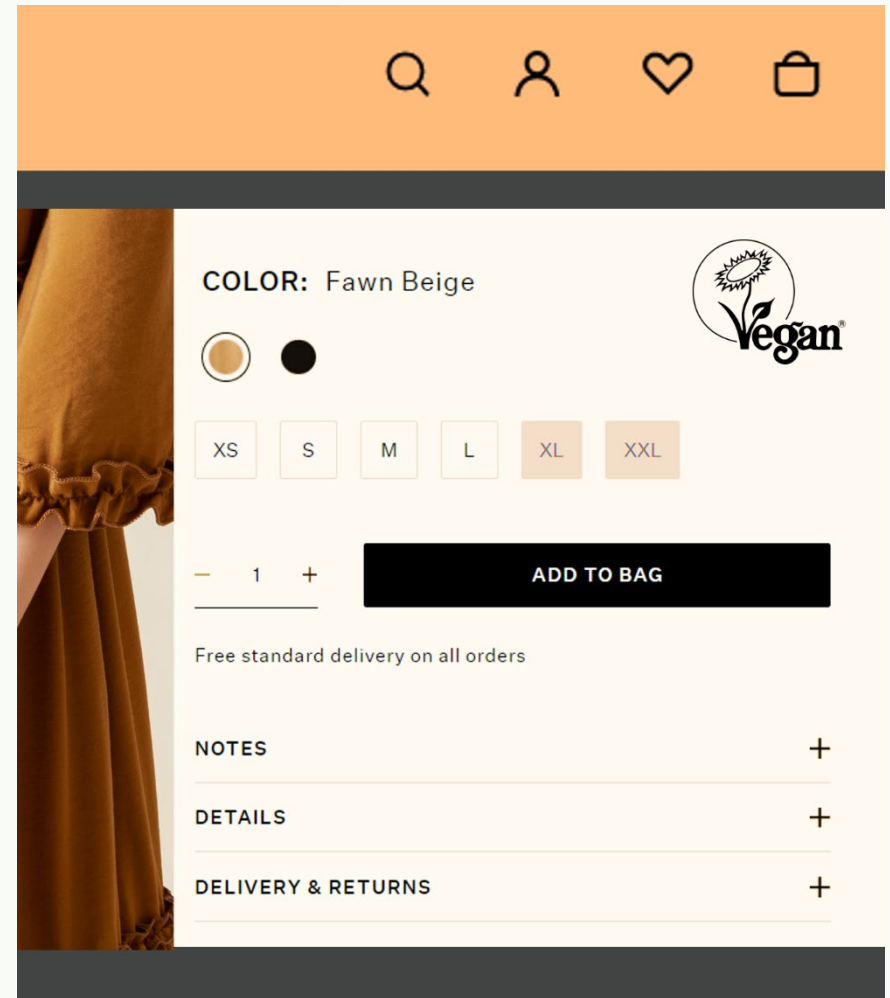 COLOR: Fawn Beige
Vegan®
XS S M L XL XXL
− 1 + ADD TO BAG
Free standard delivery on all orders
NOTES +
DETAILS +
DELIVERY & RETURNS +